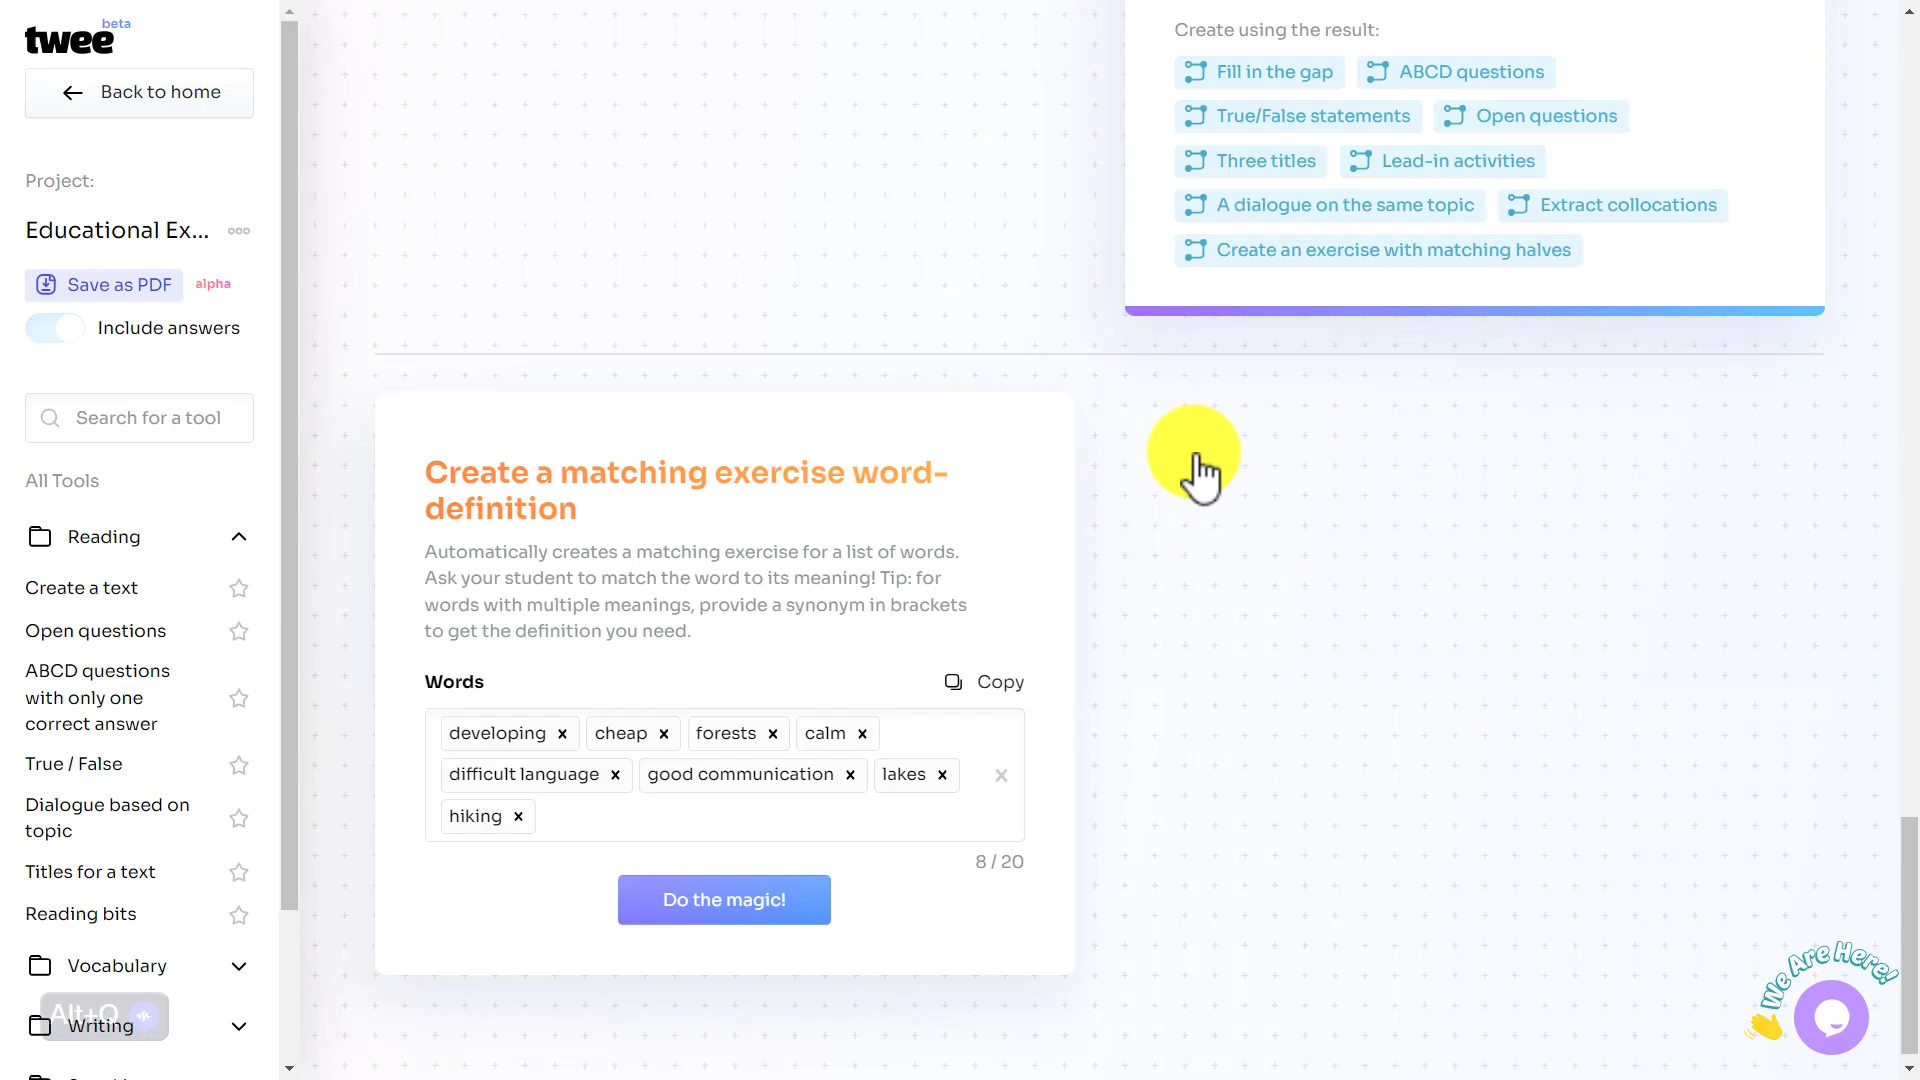 twee
beta
Back to home
Project:
Educational Ex...
Save as PDF
alpha
Include answers
Search for a tool
All Tools
Reading
Create a text
Open questions
ABCD questions
with only one
correct answer
True / False
Dialogue based on
topic
Titles for a text
Reading bits
Vocabulary
Alt+Q
Writing
Create using the result:
Fill in the gap
ABCD questions
True/False statements
Open questions
Three titles
Lead-in activities
A dialogue on the same topic
Extract collocations
Create an exercise with matching halves
Create a matching exercise word-
definition
Automatically creates a matching exercise for a list of words.
Ask your student to match the word to its meaning! Tip: for
words with multiple meanings, provide a synonym in brackets
to get the definition you need.
Words
Copy
developing × cheap × forests × calm ×
difficult language × good communication × lakes ×
hiking ×
8 / 20
Do the magic!
We Are Here!